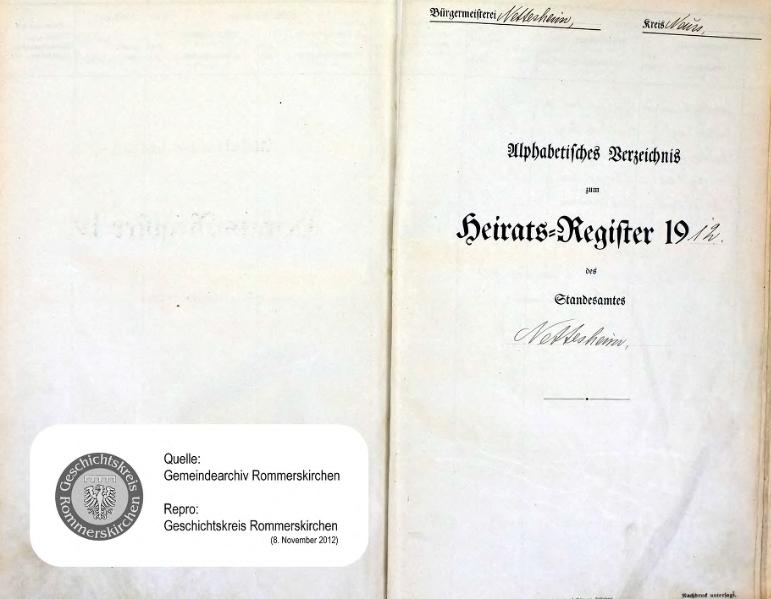 Bürgermeisterei Nettesheim,
Kreis Neuss,
Alphabetisches Verzeichnis
zum
Heirats-Register 1912.
des
Standesamtes
Nettesheim.
Nachdruck untersagt.
Geschichtskreis
Rommerskirchen
Quelle:
Gemeindearchiv Rommerskirchen
Repro:
Geschichtskreis Rommerskirchen
(8. November 2012)